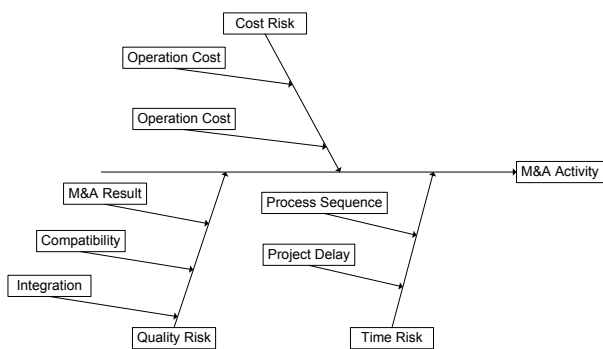 Cost Risk
Operation Cost
Operation Cost
M&A Activity
M&A Result
Process Sequence
Compatibility
Project Delay
Integration
Quality Risk
Time Risk